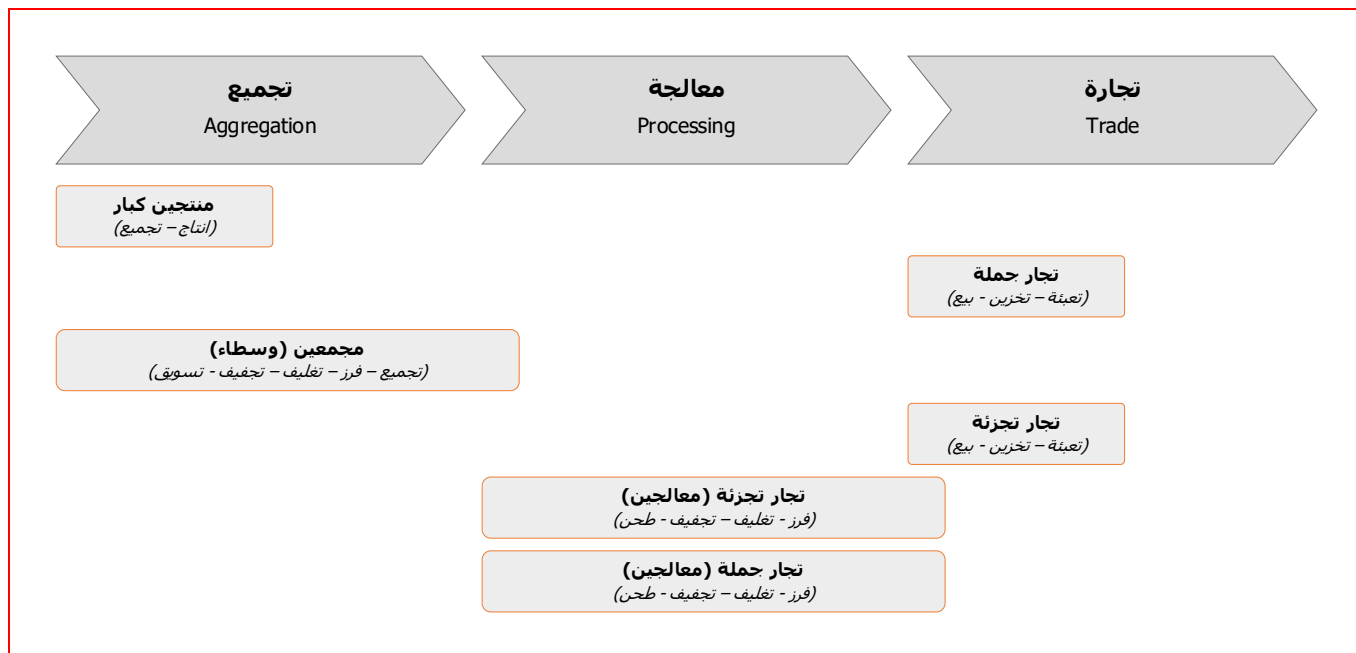 تجميع
Aggregation
معالجة
Processing
تجارة
Trade
منتجين كبار
(انتاج – تجميع)
تجار جملة
(تعبئة – تخزين - بيع)
مجمعين (وسطاء)
(تجميع – فرز – تغليف – تجفيف - تسويق)
تجار تجزئة
(تعبئة – تخزين - بيع)
تجار تجزئة (معالجين)
(فرز - تغليف – تجفيف - طحن)
تجار جملة (معالجين)
(فرز - تغليف – تجفيف - طحن)